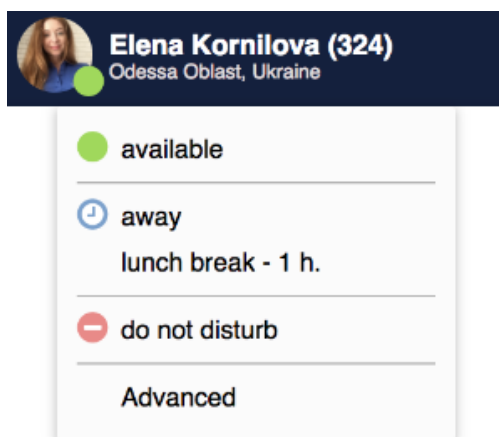 Elena Kornilova (324)
Odessa Oblast, Ukraine
available
away
lunch break - 1 h.
do not disturb
Advanced